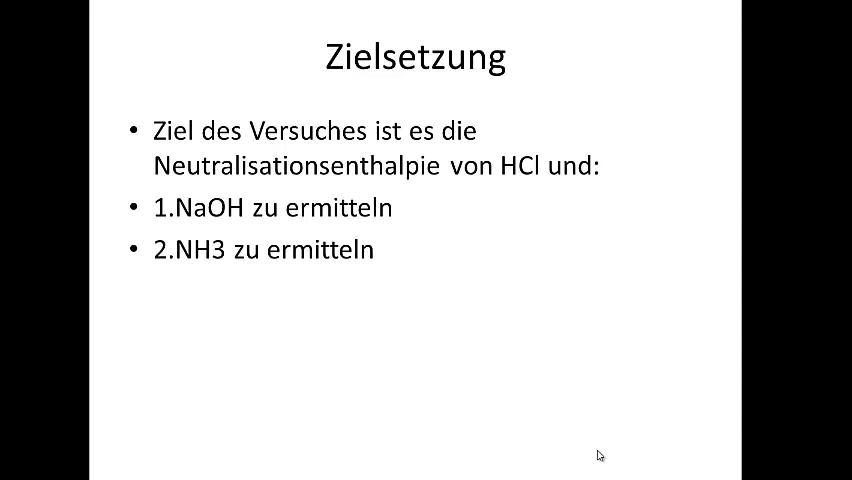 Zielsetzung
• Ziel des Versuches ist es die
Neutralisationsenthalpie von HCl und:
• 1.NaOH zu ermitteln
• 2.NH3 zu ermitteln